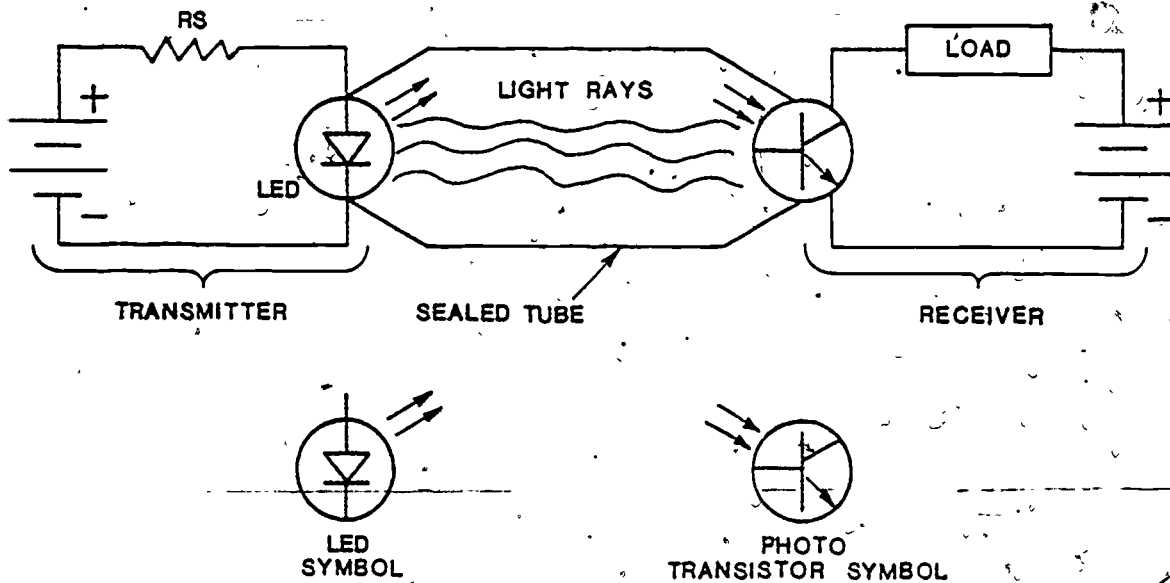 RS
LOAD
+
LIGHT RAYS
+
LED
-
-
TRANSMITTER
SEALED TUBE
RECEIVER
LED
SYMBOL
PHOTO
TRANSISTOR SYMBOL